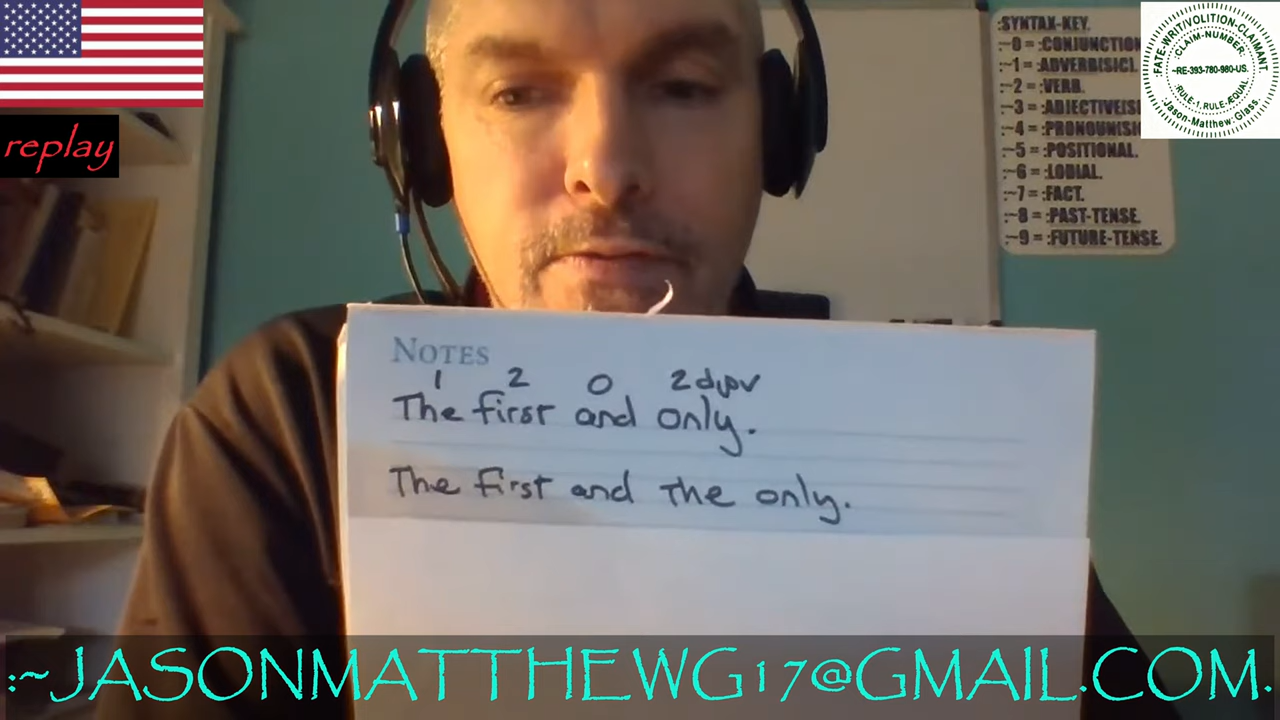 replay
:SYNTAX-KEY.
:~0 = :CONJUNCTION
:~1 = :ADVERB(SIC).
:~2 = :VERB.
:~3 = :ADJECTIVE(S
:~4 = :PRONOUN(S
:~5 = :POSITIONAL.
:~6 = :LODIAL.
:~7 = :FACT.
:~8 = :PAST-TENSE.
:~9 = :FUTURE-TENSE.
:FATE-WRIT/VOLITION-CLAIMANT.
:CLAIM-NUMBER:
~RE-393-780-980-US.
:RULE-1, RULE-EQUAL
:Jason-Matthew: Glass.
NOTES
1 2 0 2dpv
The first and only.
The first and the only.
:~JASONMATTHEWG17@GMAIL.COM.